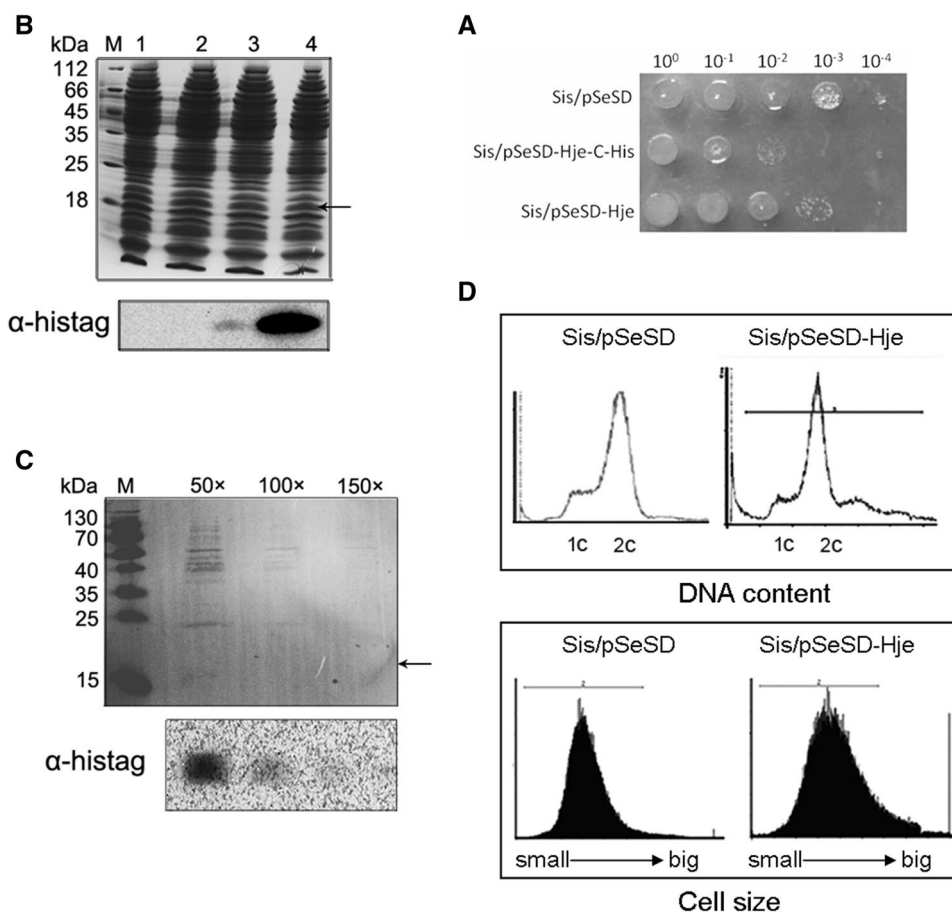 B
kDa M 1 2 3 4
112
66
45
35
25
18
α-histag
C
kDa M 50× 100× 150×
130
70
40
35
25
15
α-histag
A
10⁰ 10⁻¹ 10⁻² 10⁻³ 10⁻⁴
Sis/pSeSD
Sis/pSeSD-Hje-C-His
Sis/pSeSD-Hje
D
Sis/pSeSD Sis/pSeSD-Hje
1c 2c 1c 2c
DNA content
Sis/pSeSD Sis/pSeSD-Hje
2 2
small big small big
Cell size